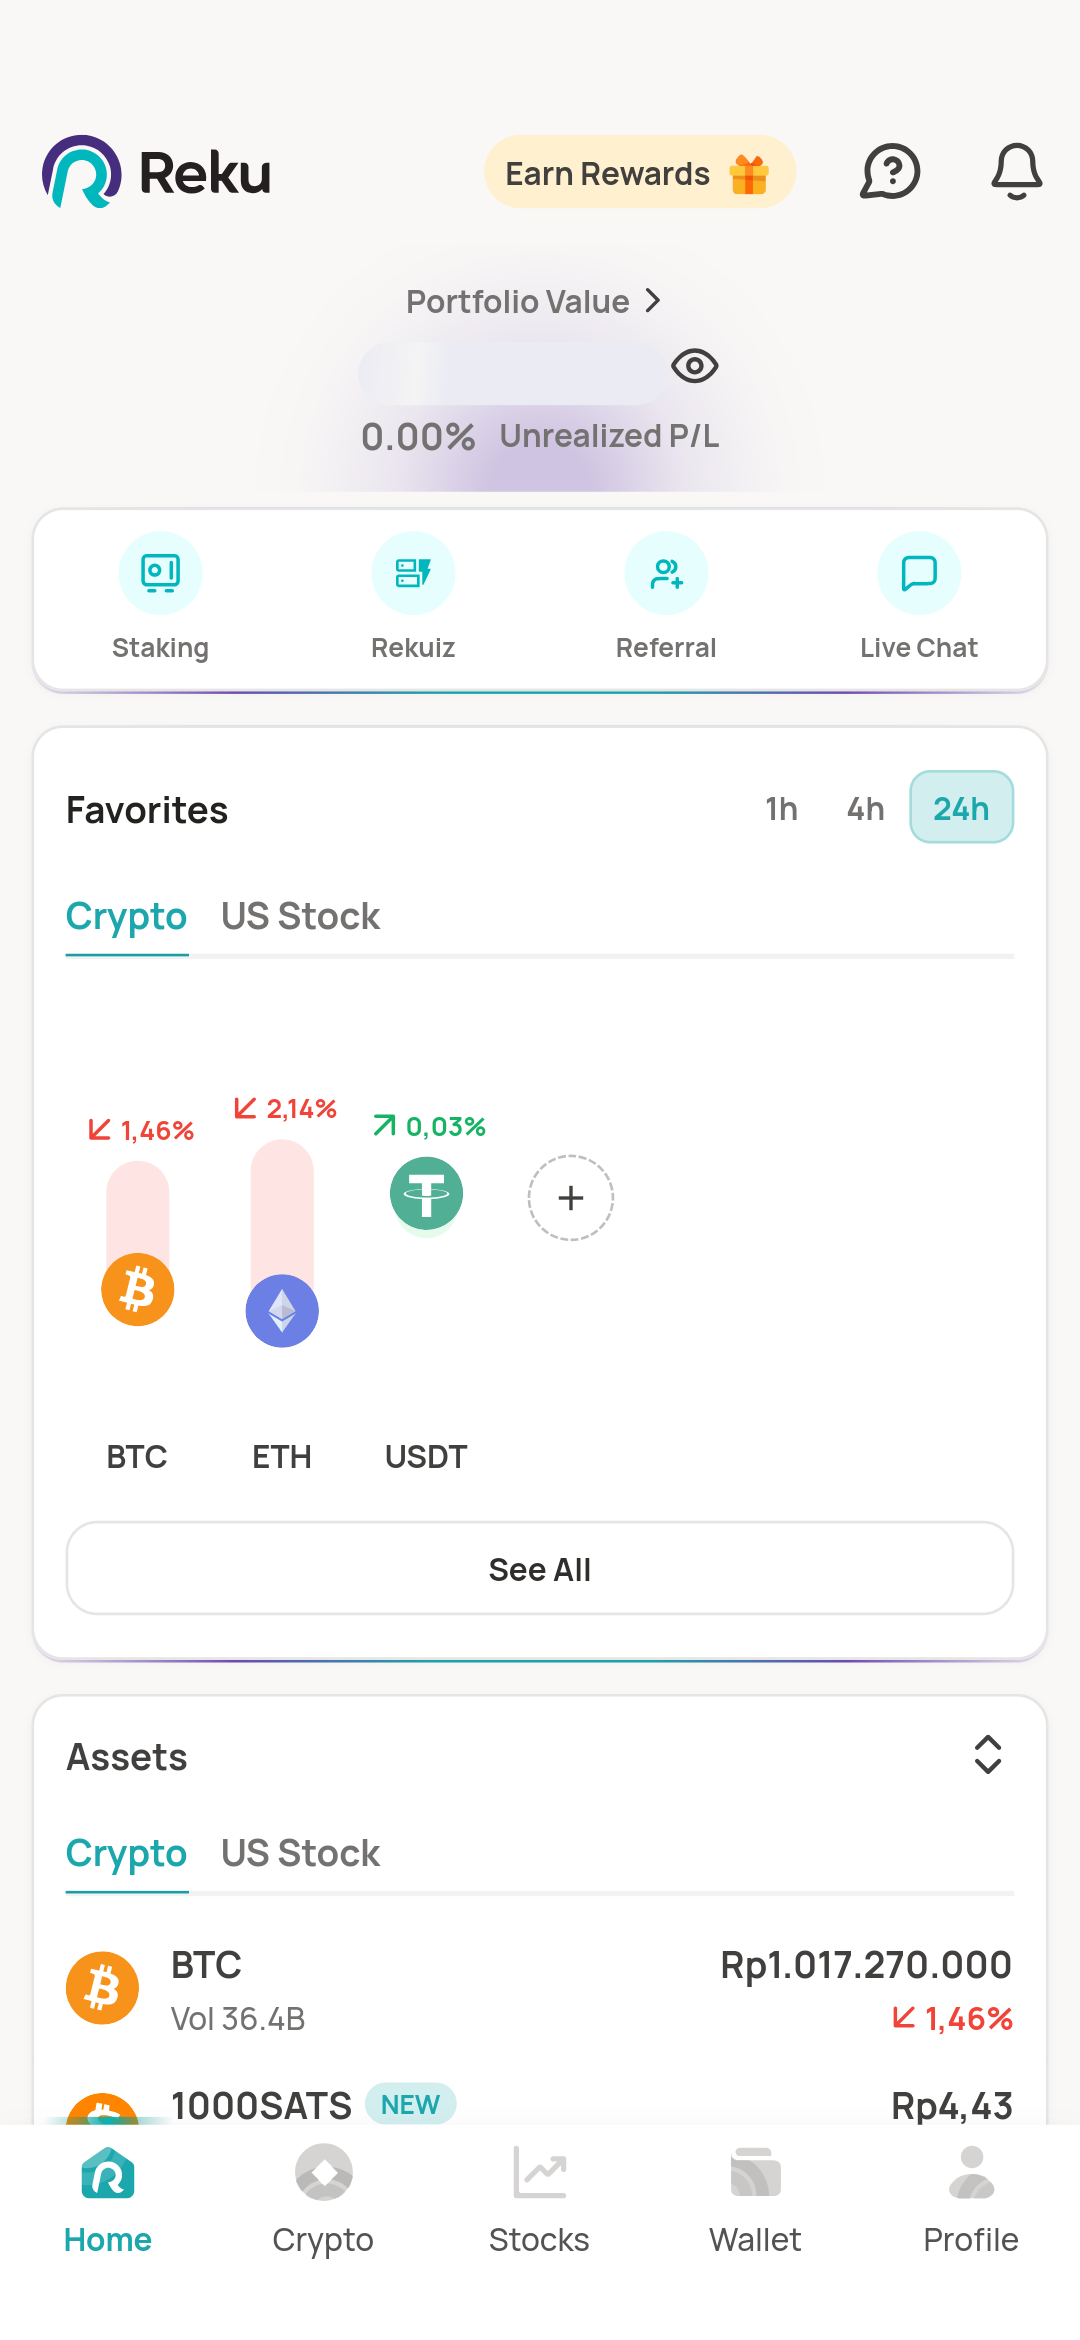 Reku
Earn Rewards
Portfolio Value
0.00% Unrealized P/L
Staking Rekuiz Referral Live Chat
Favorites 1h 4h 24h
Crypto US Stock
1,46% 2,14% 0,03%
BTC ETH USDT
See All
Assets
Crypto US Stock
BTC Rp1.017.270.000
Vol 36.4B 1,46%
1000SATS NEW Rp4,43
Home Crypto Stocks Wallet Profile